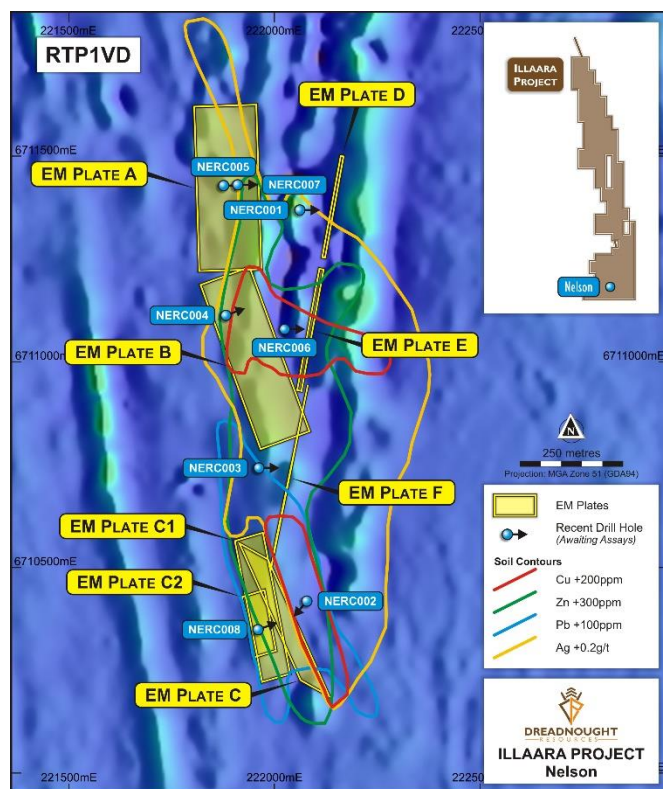 221500mE
222000mE
22250
RTP1VD
ILLAARA
PROJECT
Nelson
EM PLATE D
6711500mE
NERC005
NERC007
EM PLATE A
NERC001
NERC004
EM PLATE E
NERC006
6711000mE
6711000mE
EM PLATE B
N
250 metres
Projection: MGA Zone 51 (GDA94)
NERC003
EM PLATE F
EM Plates
Recent Drill Hole
(Awaiting Assays)
EM PLATE C1
Soil Contours
6710500mE
Cu +200ppm
EM PLATE C2
Zn +300ppm
NERC002
Pb +100ppm
NERC008
Ag +0.2g/t
EM PLATE C
DREADNOUGHT
RESOURCES
ILLAARA PROJECT
Nelson
221500mE
222000mE
22250